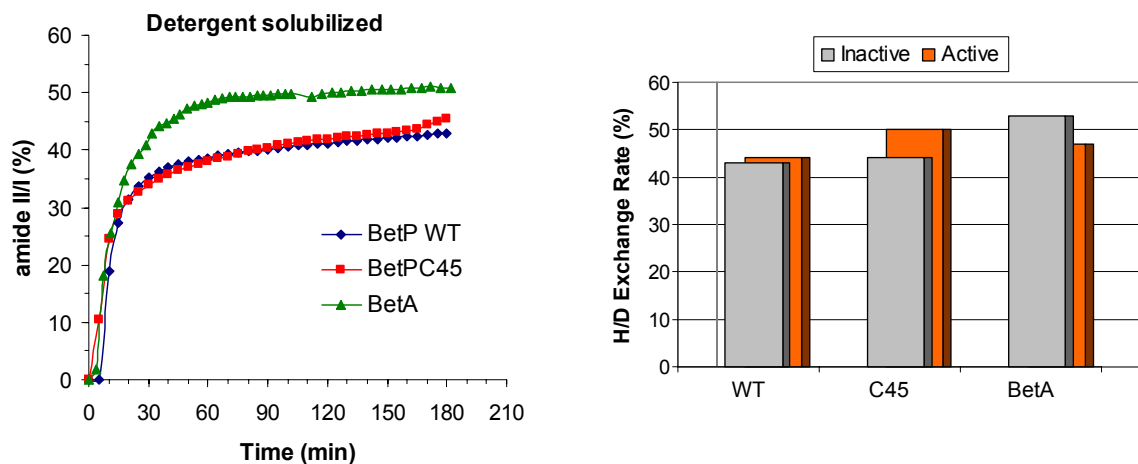 Detergent solubilized
amide II/I (%)
60
50
40
30
20
10
0
BetP WT
BetPC45
BetA
0 30 60 90 120 150 180 210
Time (min)
Inactive Active
H/D Exchange Rate (%)
60
50
40
30
20
10
0
WT C45 BetA